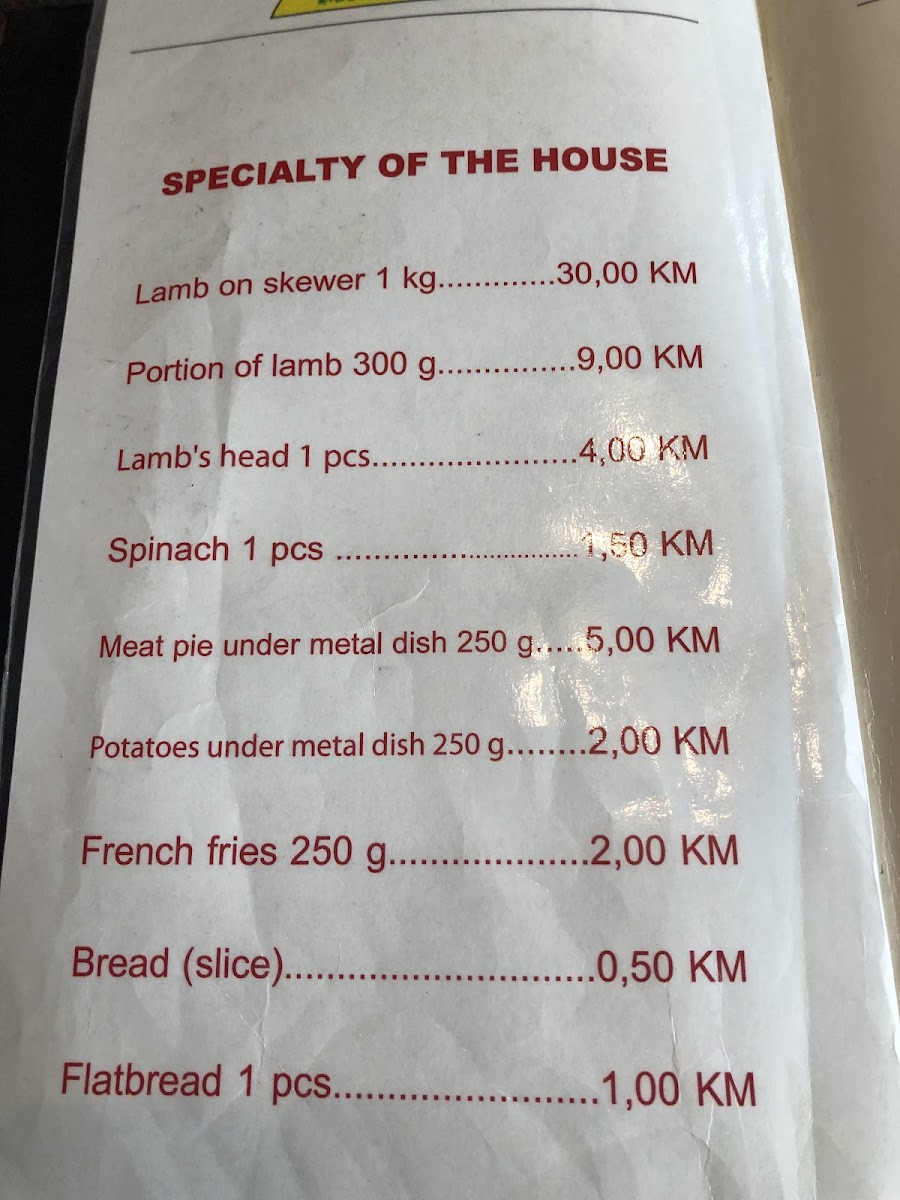 SPECIALTY OF THE HOUSE
Lamb on skewer 1 kg.............30,00 KM
Portion of lamb 300 g...............9,00 KM
Lamb's head 1 pcs.......................4,00 KM
Spinach 1 pcs ..............................1,50 KM
Meat pie under metal dish 250 g.....5,00 KM
Potatoes under metal dish 250 g........2,00 KM
French fries 250 g...................2,00 KM
Bread (slice)..............................0,50 KM
Flatbread 1 pcs.........................1,00 KM